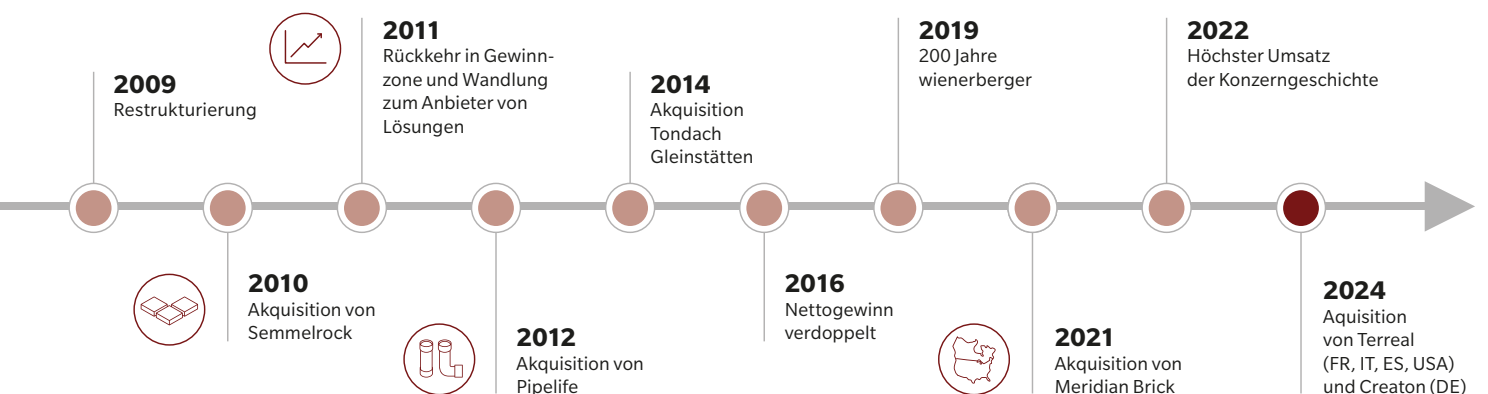 2009
Restrukturierung
2010
Akquisition von
Semmelrock
2011
Rückkehr in Gewinn-
zone und Wandlung
zum Anbieter von
Lösungen
2012
Akquisition von
Pipelife
2014
Akquisition
Tondach
Gleinstätten
2016
Nettogewinn
verdoppelt
2019
200 Jahre
wienerberger
2021
Akquisition von
Meridian Brick
2022
Höchster Umsatz
der Konzerngeschichte
2024
Aquisition
von Terreal
(FR, IT, ES, USA)
und Creaton (DE)